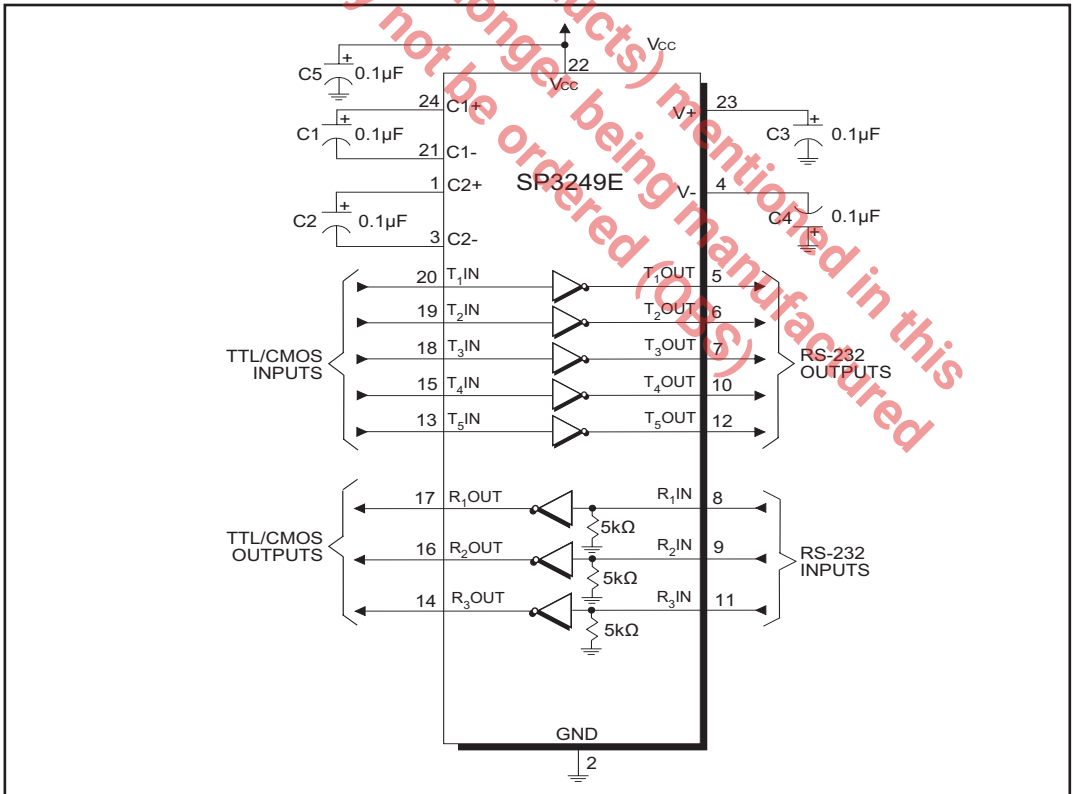 ucts) mentioned in this
onger being manufactured
y not be ordered (OBS)
VCC
22
VCC
C5
+
0.1µF
24
C1+
C1
+
0.1µF
21
C1-
1
C2+
C2
+
0.1µF
3
C2-
SP3249E
23
V+
C3
+
0.1µF
4
V-
C4
0.1µF
+
TTL/CMOS
INPUTS
20 T1IN T1OUT 5
19 T2IN T2OUT 6
18 T3IN T3OUT 7
15 T4IN T4OUT 10
13 T5IN T5OUT 12
RS-232
OUTPUTS
TTL/CMOS
OUTPUTS
17 R1OUT R1IN 8
5kΩ
16 R2OUT R2IN 9
5kΩ
14 R3OUT R3IN 11
5kΩ
RS-232
INPUTS
GND
2